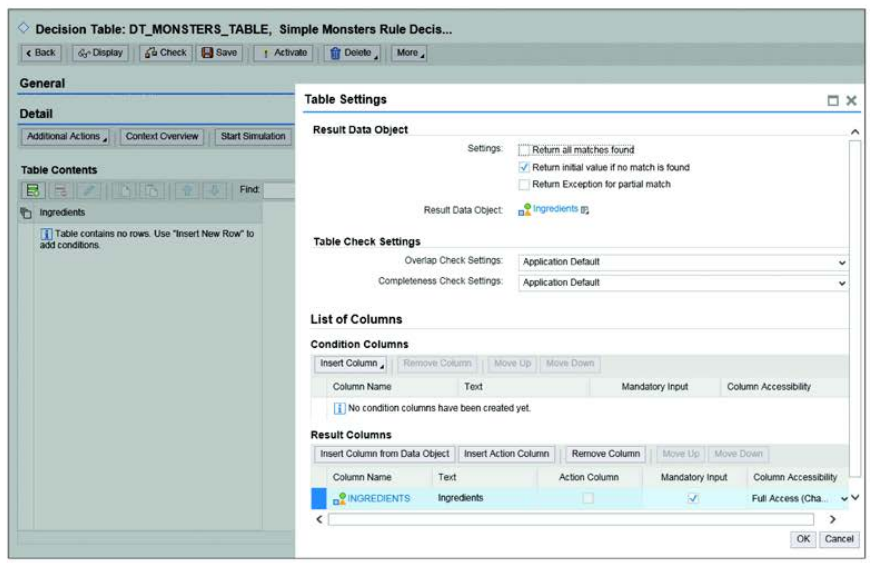 Decision Table: DT_MONSTERS_TABLE, Simple Monsters Rule Decis...
Back Display Check Save Activate Delete More
General
Detail
Additional Actions Context Overview Start Simulation
Table Contents
Find:
Ingredients
Table contains no rows. Use "Insert New Row" to
add conditions.
Table Settings
Result Data Object
Settings: Return all matches found
Return initial value if no match is found
Return Exception for partial match
Result Data Object: Ingredients
Table Check Settings
Overlap Check Settings: Application Default
Completeness Check Settings: Application Default
List of Columns
Condition Columns
Insert Column Remove Column Move Up Move Down
Column Name Text Mandatory Input Column Accessibility
No condition columns have been created yet.
Result Columns
Insert Column from Data Object Insert Action Column Remove Column Move Up Move Down
Column Name Text Action Column Mandatory Input Column Accessibility
INGREDIENTS Ingredients Full Access (Cha...
OK Cancel